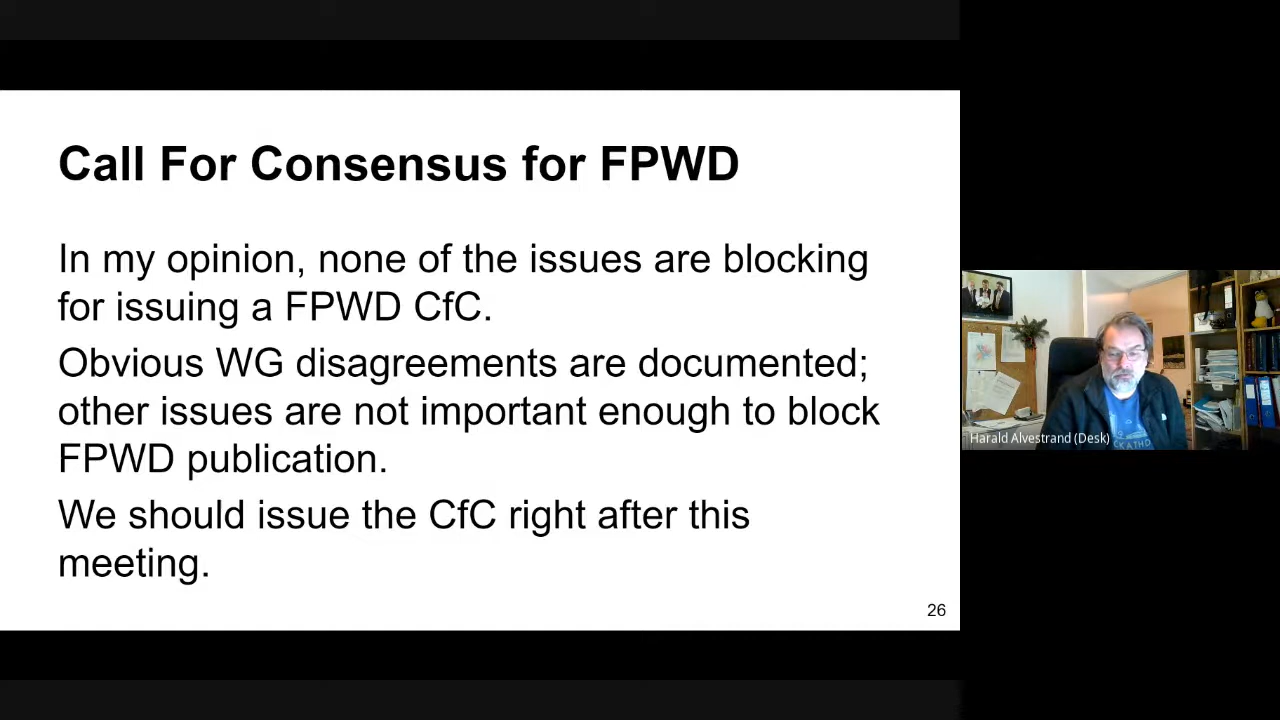 Call For Consensus for FPWD
In my opinion, none of the issues are blocking
for issuing a FPWD CfC.
Obvious WG disagreements are documented;
other issues are not important enough to block
FPWD publication.
We should issue the CfC right after this
meeting.
26
Harald Alvestrand (Desk)